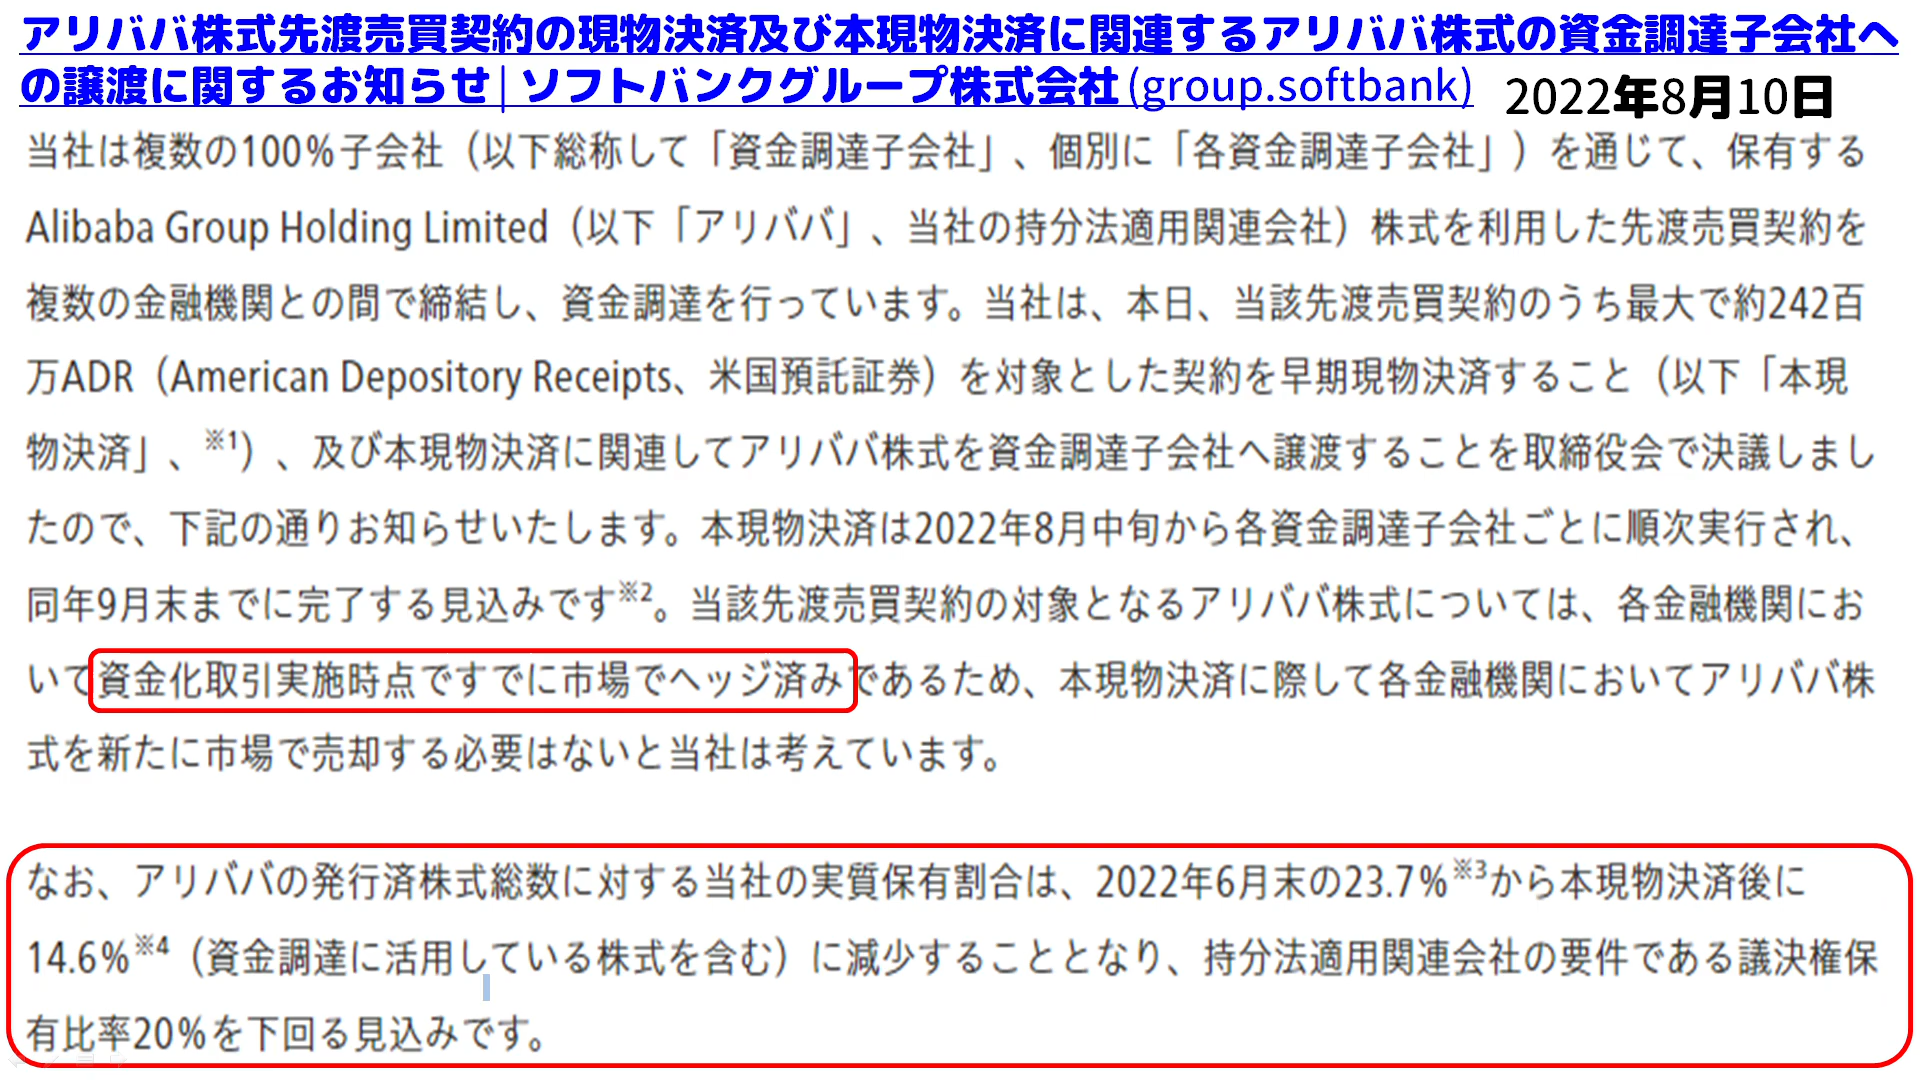 アリババ株式先渡売買契約の現物決済及び本現物決済に関連するアリババ株式の資金調達子会社へ
の譲渡に関するお知らせ | ソフトバンクグループ株式会社 (group.softbank) 2022年8月10日
当社は複数の100%子会社（以下総称して「資金調達子会社」、個別に「各資金調達子会社」）を通じて、保有する
Alibaba Group Holding Limited（以下「アリババ」、当社の持分法適用関連会社）株式を利用した先渡売買契約を
複数の金融機関との間で締結し、資金調達を行っています。当社は、本日、当該先渡売買契約のうち最大で約242百
万ADR（American Depository Receipts、米国預託証券）を対象とした契約を早期現物決済すること（以下「本現
物決済」、※1）、及び本現物決済に関連してアリババ株式を資金調達子会社へ譲渡することを取締役会で決議しまし
たので、下記の通りお知らせいたします。本現物決済は2022年8月中旬から各資金調達子会社ごとに順次実行され、
同年9月末までに完了する見込みです※2。当該先渡売買契約の対象となるアリババ株式については、各金融機関にお
いて資金化取引実施時点ですでに市場でヘッジ済みであるため、本現物決済に際して各金融機関においてアリババ株
式を新たに市場で売却する必要はないと当社は考えています。
なお、アリババの発行済株式総数に対する当社の実質保有割合は、2022年6月末の23.7%※3から本現物決済後に
14.6%※4（資金調達に活用している株式を含む）に減少することとなり、持分法適用関連会社の要件である議決権保
有比率20%を下回る見込みです。